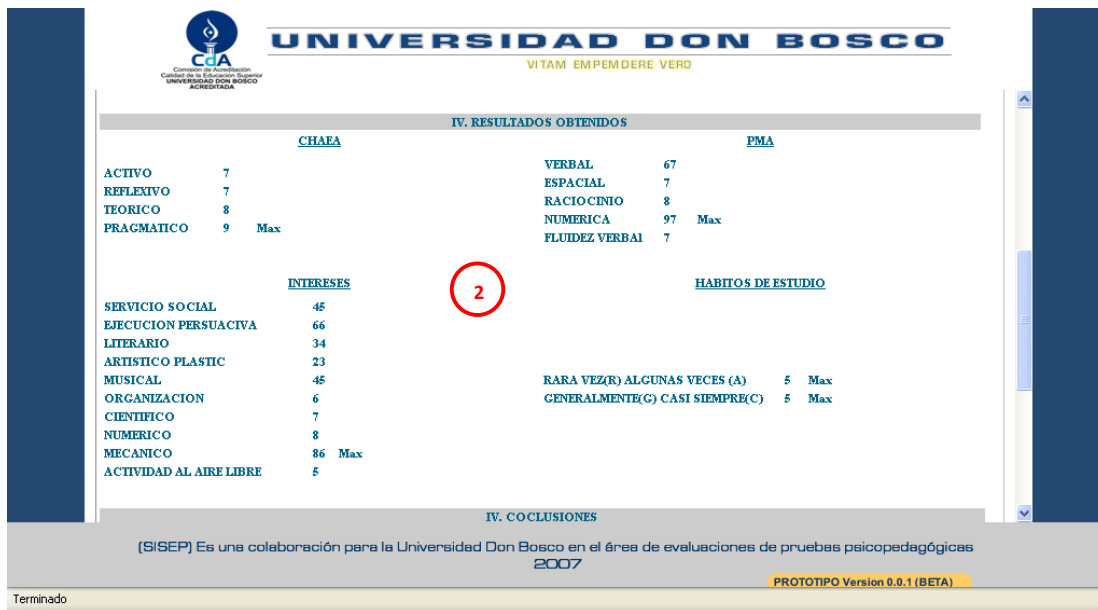 CdA
Comisión de Acreditación
Calidad de la Educación Superior
UNIVERSIDAD DON BOSCO
ACREDITADA
UNIVERSIDAD DON BOSCO
VITAM EMPEMDERE VERO
IV. RESULTADOS OBTENIDOS
CHAEA
ACTIVO 7
REFLEXIVO 7
TEORICO 8
PRAGMATICO 9 Max
PMA
VERBAL 67
ESPACIAL 7
RACIOCINIO 8
NUMERICA 97 Max
FLUIDEZ VERBAl 7
INTERESES
SERVICIO SOCIAL 45
EJECUCION PERSUACIVA 66
LITERARIO 34
ARTISTICO PLASTIC 23
MUSICAL 45
ORGANIZACION 6
CIENTIFICO 7
NUMERICO 8
MECANICO 86 Max
ACTIVIDAD AL AIRE LIBRE 5
2
HABITOS DE ESTUDIO
RARA VEZ(R) ALGUNAS VECES (A) 5 Max
GENERALMENTE(G) CASI SIEMPRE(C) 5 Max
IV. COCLUSIONES
(SISEP) Es una colaboración para la Universidad Don Bosco en el área de evaluaciones de pruebas psicopedagógicas
2007
PROTOTIPO Version 0.0.1 (BETA)
Terminado